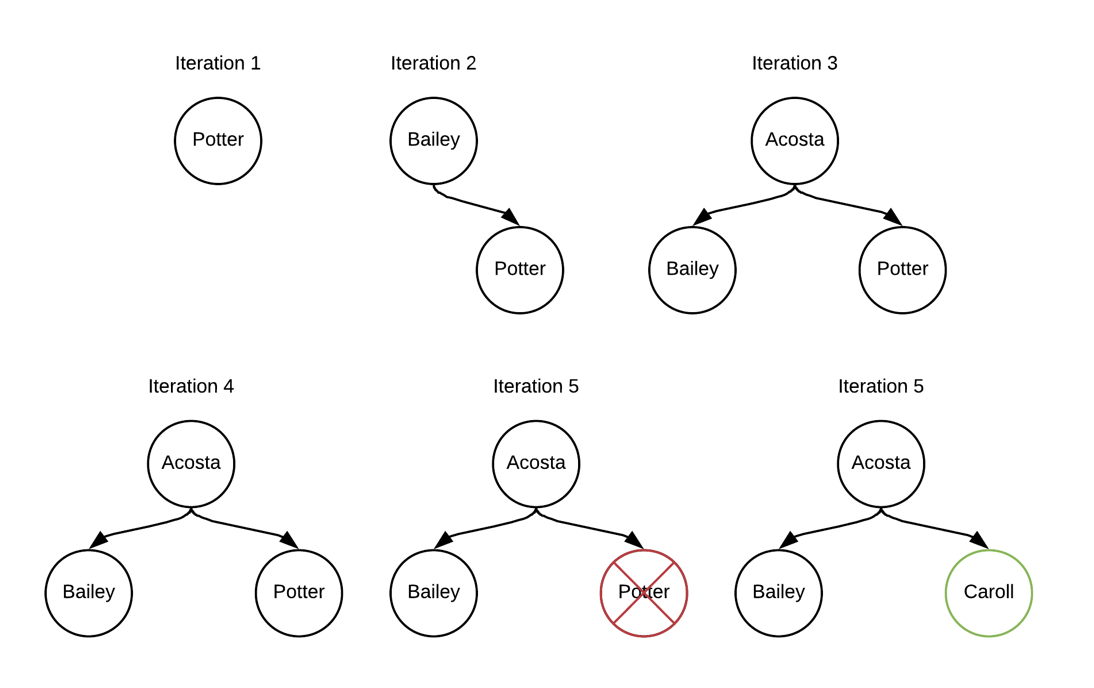 Iteration 1
Iteration 2
Iteration 3
Potter
Bailey
Acosta
Potter
Bailey
Potter
Iteration 4
Iteration 5
Iteration 5
Acosta
Acosta
Acosta
Bailey
Potter
Bailey
Potter
Bailey
Caroll